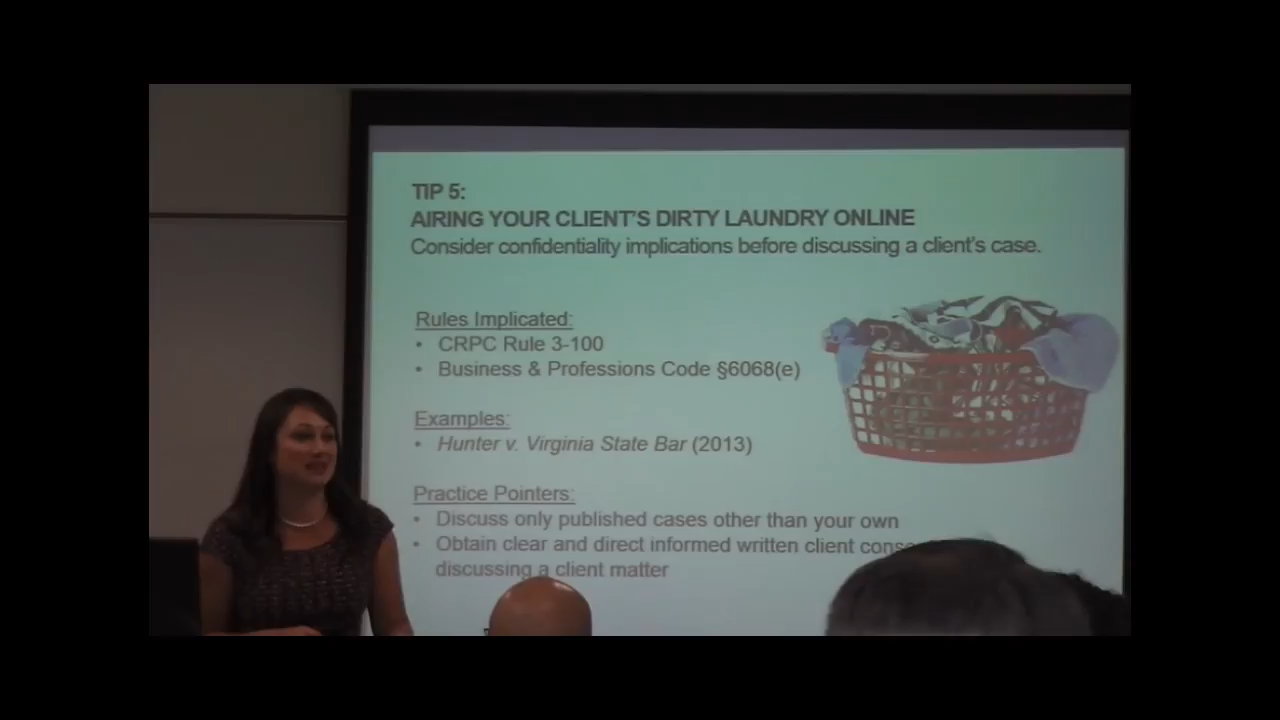 TIP 5:
AIRING YOUR CLIENT'S DIRTY LAUNDRY ONLINE
Consider confidentiality implications before discussing a client's case.
Rules Implicated:
• CRPC Rule 3-100
• Business & Professions Code §6068(e)
Examples:
• Hunter v. Virginia State Bar (2013)
Practice Pointers:
• Discuss only published cases other than your own
• Obtain clear and direct informed written client
discussing a client matter